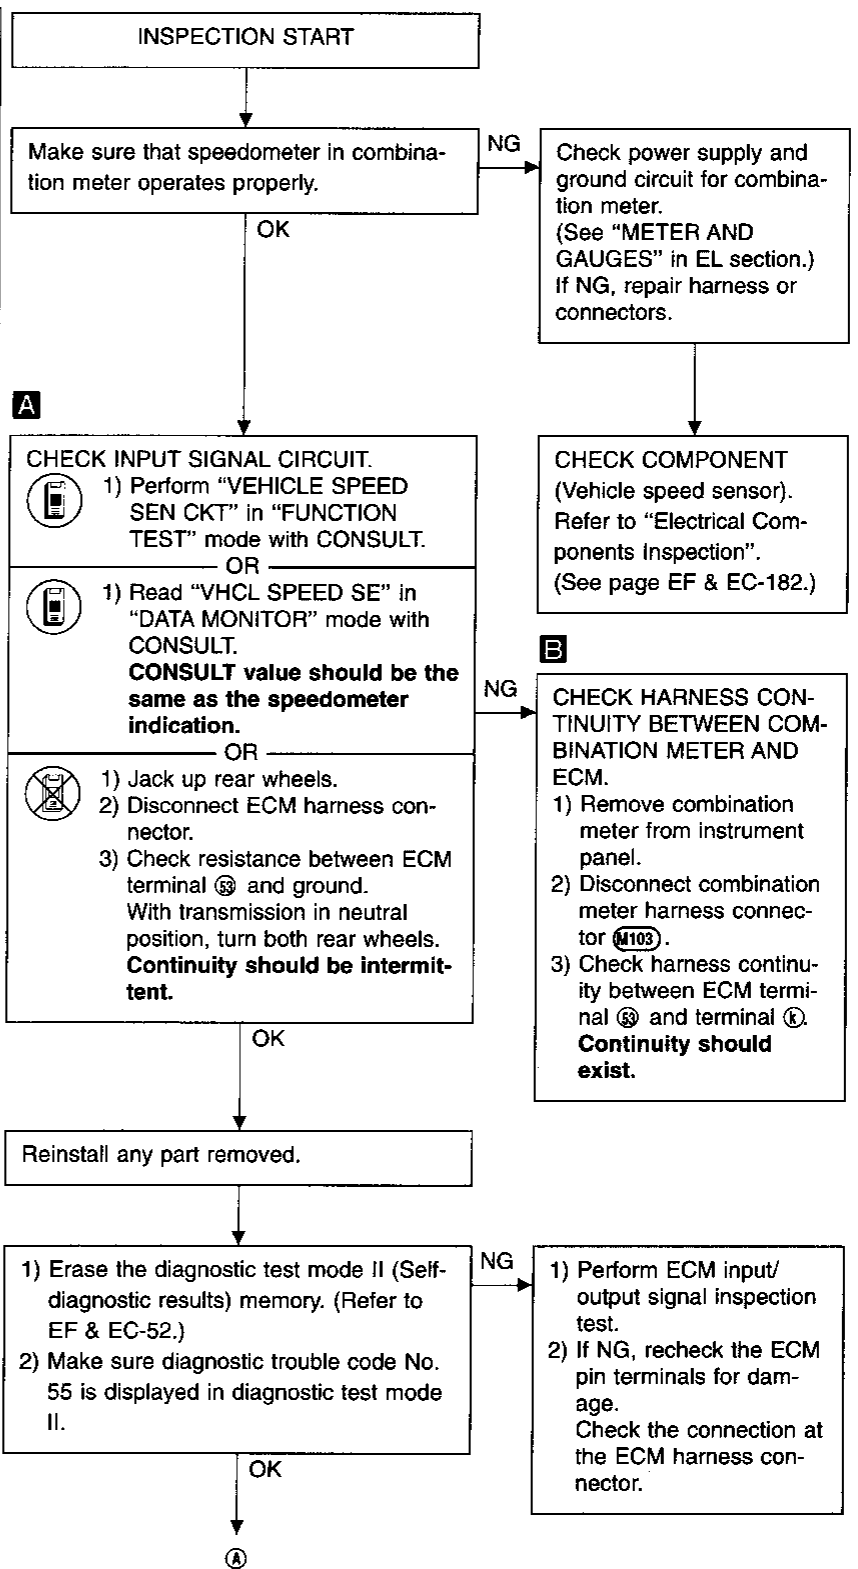 INSPECTION START
Make sure that speedometer in combina-
tion meter operates properly.
NG
Check power supply and
ground circuit for combina-
tion meter.
(See “METER AND
GAUGES” in EL section.)
If NG, repair harness or
connectors.
OK
CHECK COMPONENT
(Vehicle speed sensor).
Refer to “Electrical Com-
ponents Inspection”.
(See page EF & EC-182.)
A
CHECK INPUT SIGNAL CIRCUIT.
1) Perform “VEHICLE SPEED
SEN CKT” in “FUNCTION
TEST” mode with CONSULT.
OR
1) Read “VHCL SPEED SE” in
“DATA MONITOR” mode with
CONSULT.
CONSULT value should be the
same as the speedometer
indication.
OR
1) Jack up rear wheels.
2) Disconnect ECM harness con-
nector.
3) Check resistance between ECM
terminal 53 and ground.
With transmission in neutral
position, turn both rear wheels.
Continuity should be intermit-
tent.
NG
B
CHECK HARNESS CON-
TINUITY BETWEEN COM-
BINATION METER AND
ECM.
1) Remove combination
meter from instrument
panel.
2) Disconnect combination
meter harness connec-
tor M103.
3) Check harness continu-
ity between ECM termi-
nal 53 and terminal k.
Continuity should
exist.
OK
Reinstall any part removed.
1) Erase the diagnostic test mode II (Self-
diagnostic results) memory. (Refer to
EF & EC-52.)
2) Make sure diagnostic trouble code No.
55 is displayed in diagnostic test mode
II.
NG
1) Perform ECM input/
output signal inspection
test.
2) If NG, recheck the ECM
pin terminals for dam-
age.
Check the connection at
the ECM harness con-
nector.
OK
Ⓐ